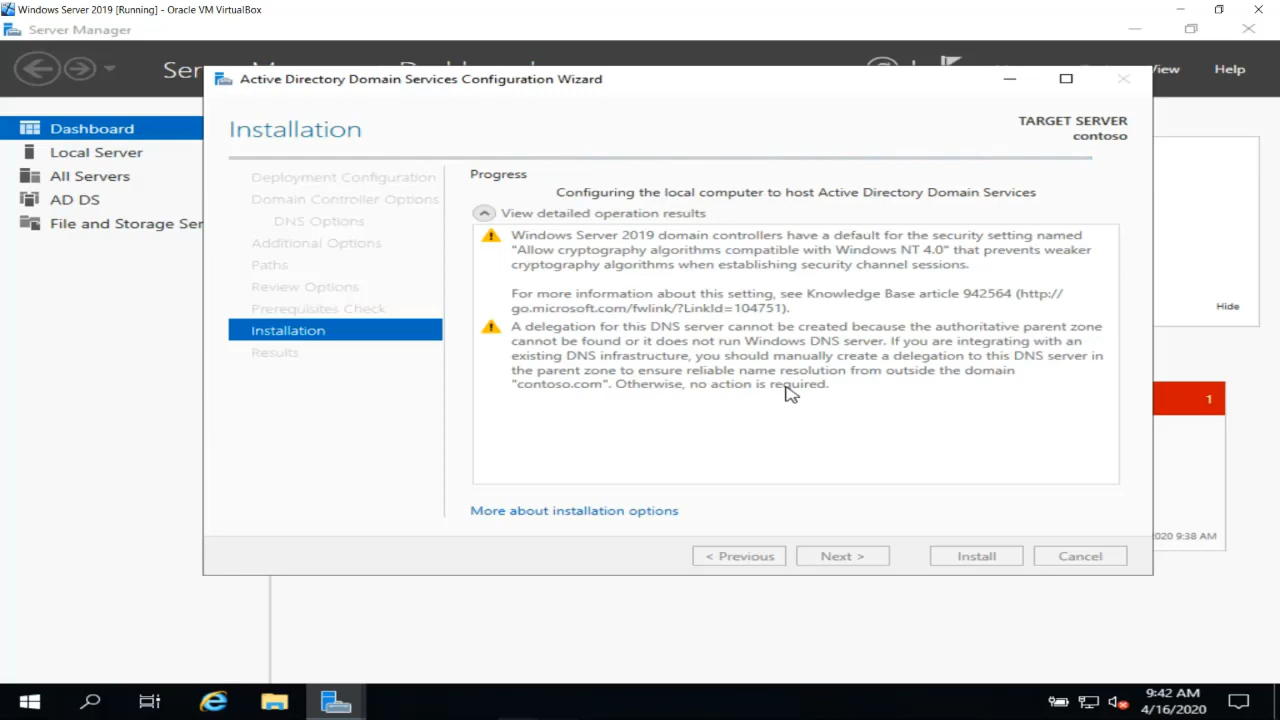 Windows Server 2019 [Running] - Oracle VM VirtualBox
Server Manager
View
Help
Active Directory Domain Services Configuration Wizard
Dashboard
Local Server
All Servers
AD DS
File and Storage Ser
Installation
TARGET SERVER
contoso
Deployment Configuration
Domain Controller Options
DNS Options
Additional Options
Paths
Review Options
Prerequisites Check
Installation
Results
Progress
Configuring the local computer to host Active Directory Domain Services
View detailed operation results
Windows Server 2019 domain controllers have a default for the security setting named
"Allow cryptography algorithms compatible with Windows NT 4.0" that prevents weaker
cryptography algorithms when establishing security channel sessions.
For more information about this setting, see Knowledge Base article 942564 (http://
go.microsoft.com/fwlink/?LinkId=104751).
A delegation for this DNS server cannot be created because the authoritative parent zone
cannot be found or it does not run Windows DNS server. If you are integrating with an
existing DNS infrastructure, you should manually create a delegation to this DNS server in
the parent zone to ensure reliable name resolution from outside the domain
"contoso.com". Otherwise, no action is required.
More about installation options
< Previous
Next >
Install
Cancel
Hide
1
020 9:38 AM
9:42 AM
4/16/2020